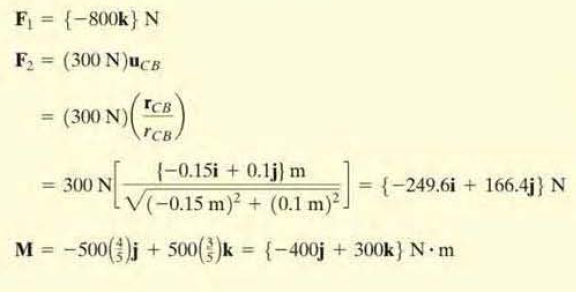 F₁ = {−800k} N
F₂ = (300 N)u_CB
= (300 N)(r_CB / r_CB)
= 300 N[{−0.15i + 0.1j} m / √((−0.15 m)² + (0.1 m)²)] = {−249.6i + 166.4j} N
M = −500(4/5)j + 500(3/5)k = {−400j + 300k} N·m